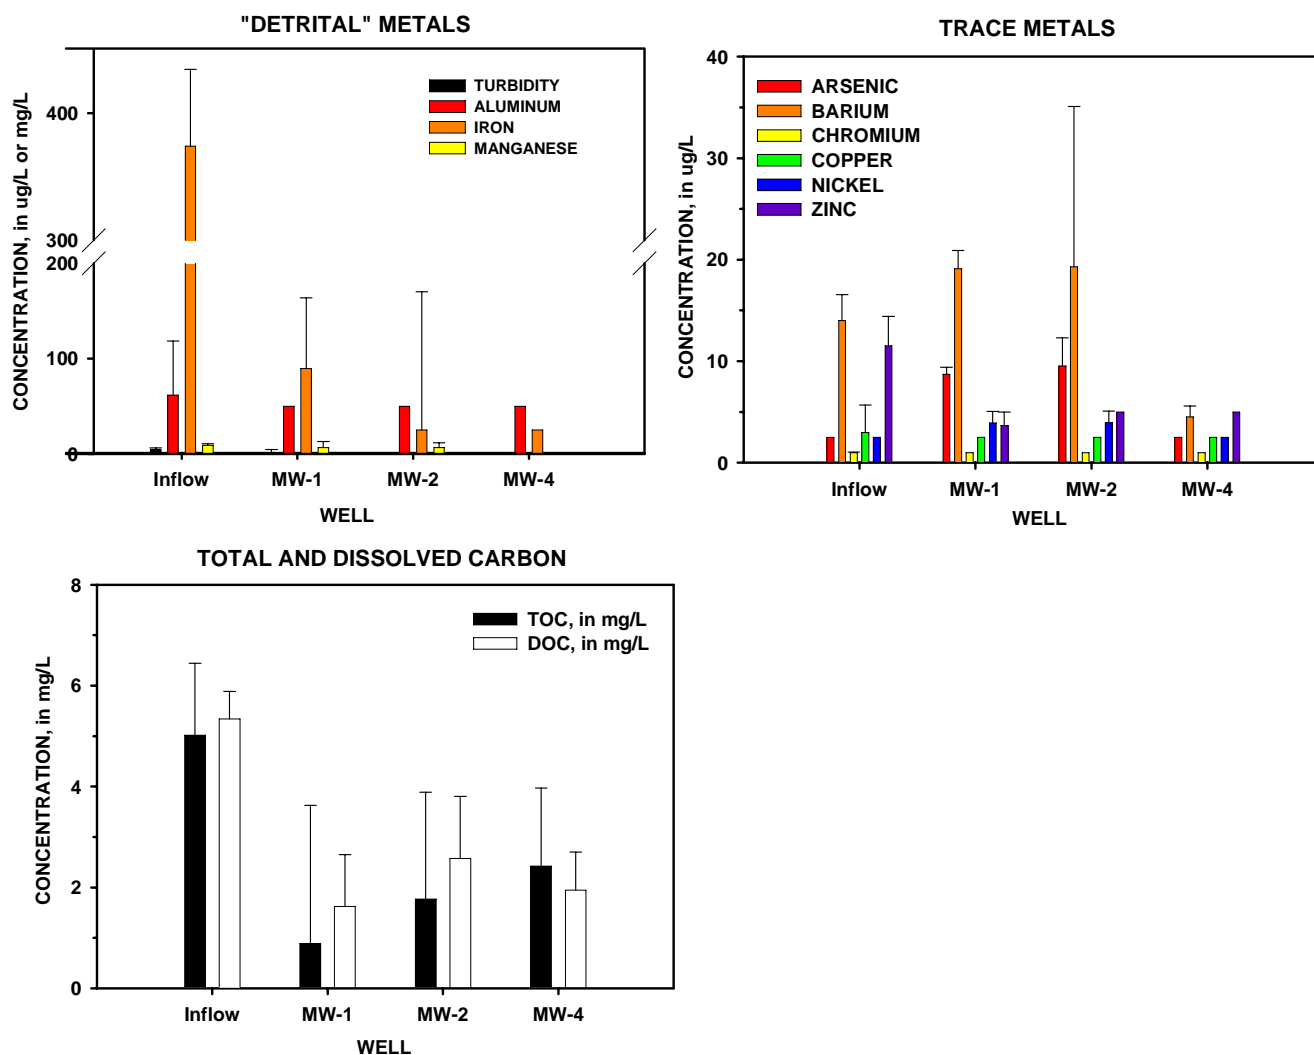 "DETRITAL" METALS
CONCENTRATION, in ug/L or mg/L
400
300
200
100
0
TURBIDITY
ALUMINUM
IRON
MANGANESE
Inflow MW-1 MW-2 MW-4
WELL
TRACE METALS
CONCENTRATION, in ug/L
40
30
20
10
0
ARSENIC
BARIUM
CHROMIUM
COPPER
NICKEL
ZINC
Inflow MW-1 MW-2 MW-4
WELL
TOTAL AND DISSOLVED CARBON
CONCENTRATION, in mg/L
8
6
4
2
0
TOC, in mg/L
DOC, in mg/L
Inflow MW-1 MW-2 MW-4
WELL